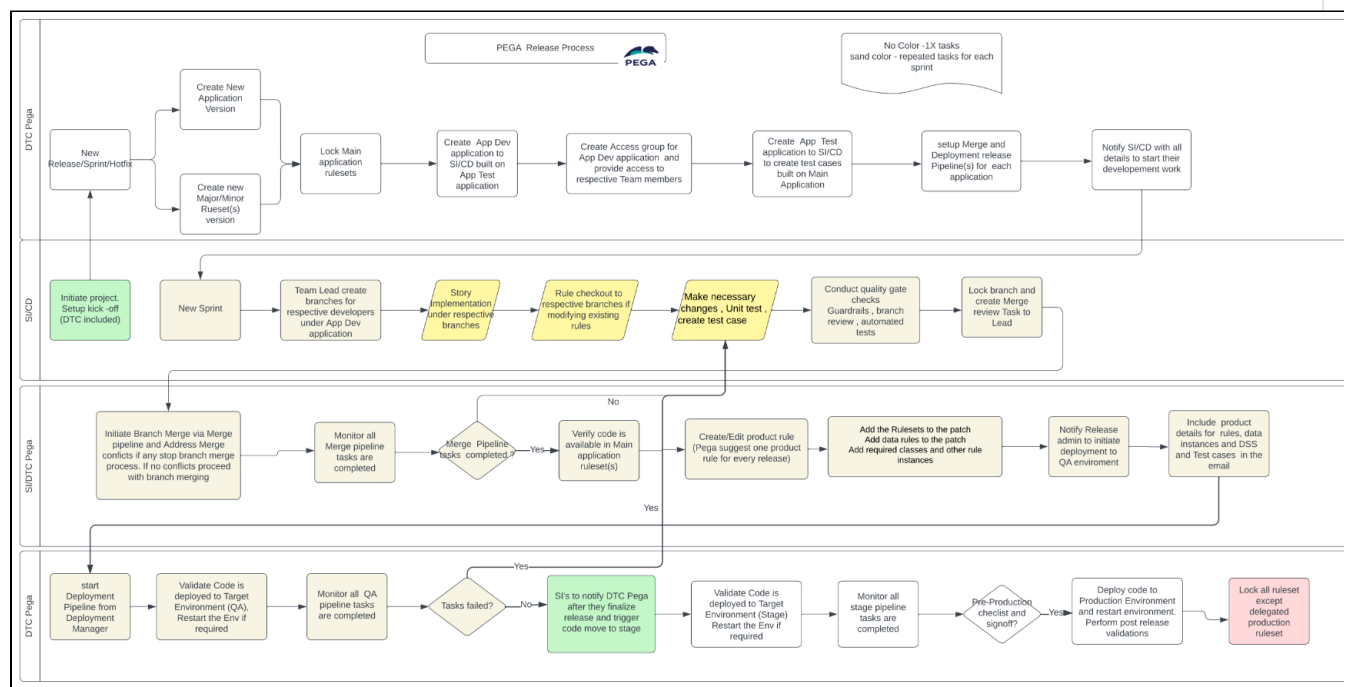 PEGA Release Process
PEGA
No Color -1X tasks
sand color - repeated tasks for each
sprint
DTC Pega
New
Release/Sprint/Hotfix
Create New
Application
Version
Create new
Major/Minor
Rueset(s)
version
Lock Main
application
rulesets
Create App Dev
application to
SI/CD built on
App Test
application
Create Access group for
App Dev application and
provide access to
respective Team members
Create App Test
application to SI/CD
to create test cases
built on Main
Application
setup Merge and
Deployment release
Pipeline(s) for each
application
Notify SI/CD with all
details to start their
developement work
SI/CD
Initiate project.
Setup kick -off
(DTC included)
New Sprint
Team Lead create
branches for
respective developers
under App Dev
application
Story
Implementation
under respective
branches
Rule checkout to
respective branches if
modifying existing
rules
Make necessary
changes , Unit test ,
create test case
Conduct quality gate
checks
Guardrails , branch
review , automated
tests
Lock branch and
create Merge
review Task to
Lead
SI/DTC Pega
Initiate Branch Merge via Merge
pipeline and Address Merge
conficts if any stop branch merge
process. If no conflicts proceed
with branch merging
Monitor all
Merge pipeline
tasks are
completed
Merge Pipeline
tasks completed.?
No
Yes
Verify code is
available in Main
application
ruleset(s)
Create/Edit product rule
(Pega suggest one product
rule for every release)
Add the Rulesets to the patch
Add data rules to the patch
Add required classes and other rule
instances
Notify Release
admin to initiate
deployment to
QA enviroment
Include product
details for rules, data
instances and DSS
and Test cases in the
email
Yes
DTC Pega
start
Deployment
Pipeline from
Deployment
Manager
Validate Code is
deployed to Target
Environment (QA),
Restart the Env if
required
Monitor all QA
pipeline tasks
are completed
Tasks failed?
Yes
No
SI's to notify DTC Pega
after they finalize
release and trigger
code move to stage
Validate Code is
deployed to Target
Environment (Stage)
Restart the Env if
required
Monitor all
stage pipeline
tasks are
completed
Pre-Production
checlist and
signoff?
Yes
Deploy code to
Production Environment
and restart environment.
Perform post release
validations
Lock all ruleset
except
delegated
production
ruleset